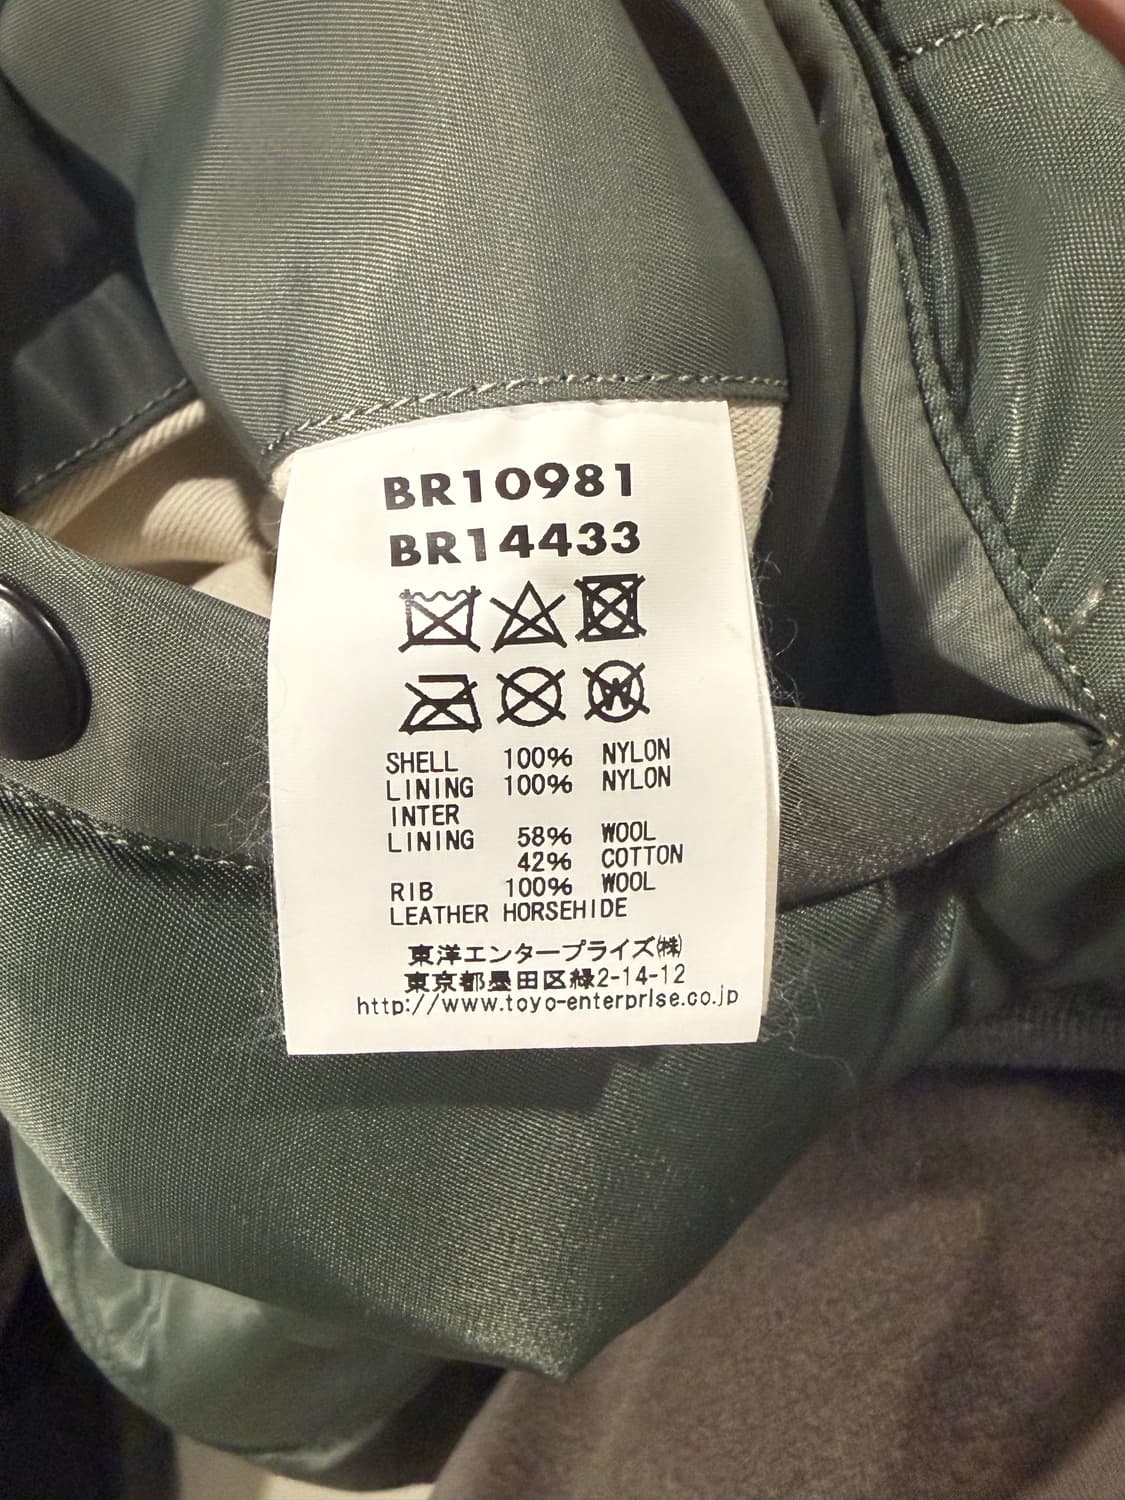 BR10981
BR14433
W
SHELL 100% NYLON
LINING 100% NYLON
INTER
LINING 58% WOOL
42% COTTON
RIB 100% WOOL
LEATHER HORSEHIDE
東洋エンタープライズ㈱
東京都墨田区緑2-14-12
http://www.toyo-enterprise.co.jp